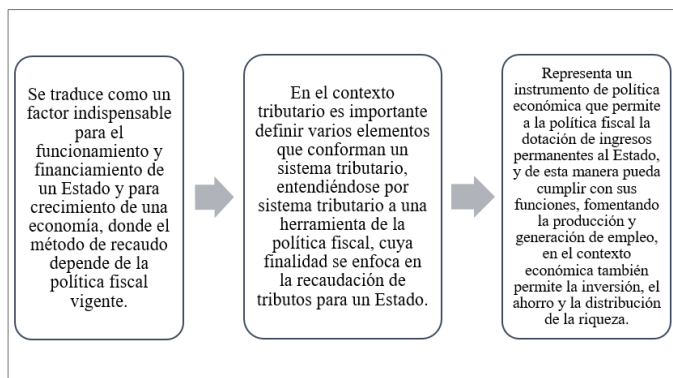 Se traduce como un
factor indispensable
para el
funcionamiento y
financiamiento de
un Estado y para
crecimiento de una
economía, donde el
método de recaudo
depende de la
política fiscal
vigente.
En el contexto
tributario es importante
definir varios elementos
que conforman un
sistema tributario,
entendiéndose por
sistema tributario a una
herramienta de la
política fiscal, cuya
finalidad se enfoca en
la recaudación de
tributos para un Estado.
Representa un
instrumento de política
económica que permite
a la política fiscal la
dotación de ingresos
permanentes al Estado,
y de esta manera pueda
cumplir con sus
funciones, fomentando
la producción y
generación de empleo,
en el contexto
económica también
permite la inversión, el
ahorro y la distribución
de la riqueza.